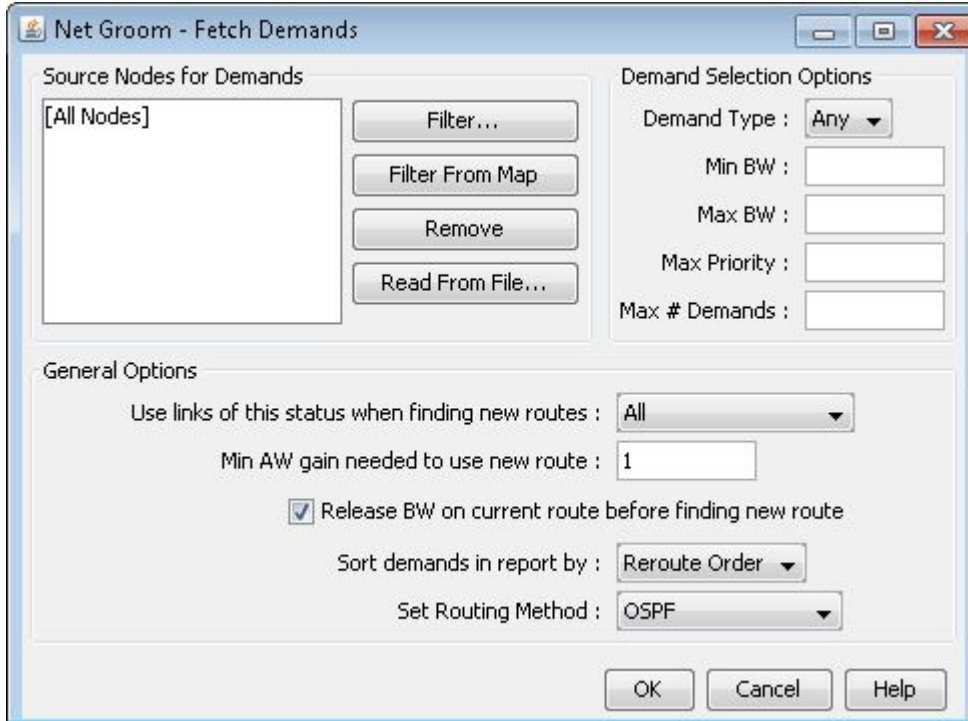 Net Groom - Fetch Demands
Source Nodes for Demands
[All Nodes]
Filter...
Filter From Map
Remove
Read From File...
Demand Selection Options
Demand Type : Any
Min BW :
Max BW :
Max Priority :
Max # Demands :
General Options
Use links of this status when finding new routes : All
Min AW gain needed to use new route : 1
Release BW on current route before finding new route
Sort demands in report by : Reroute Order
Set Routing Method : OSPF
OK Cancel Help